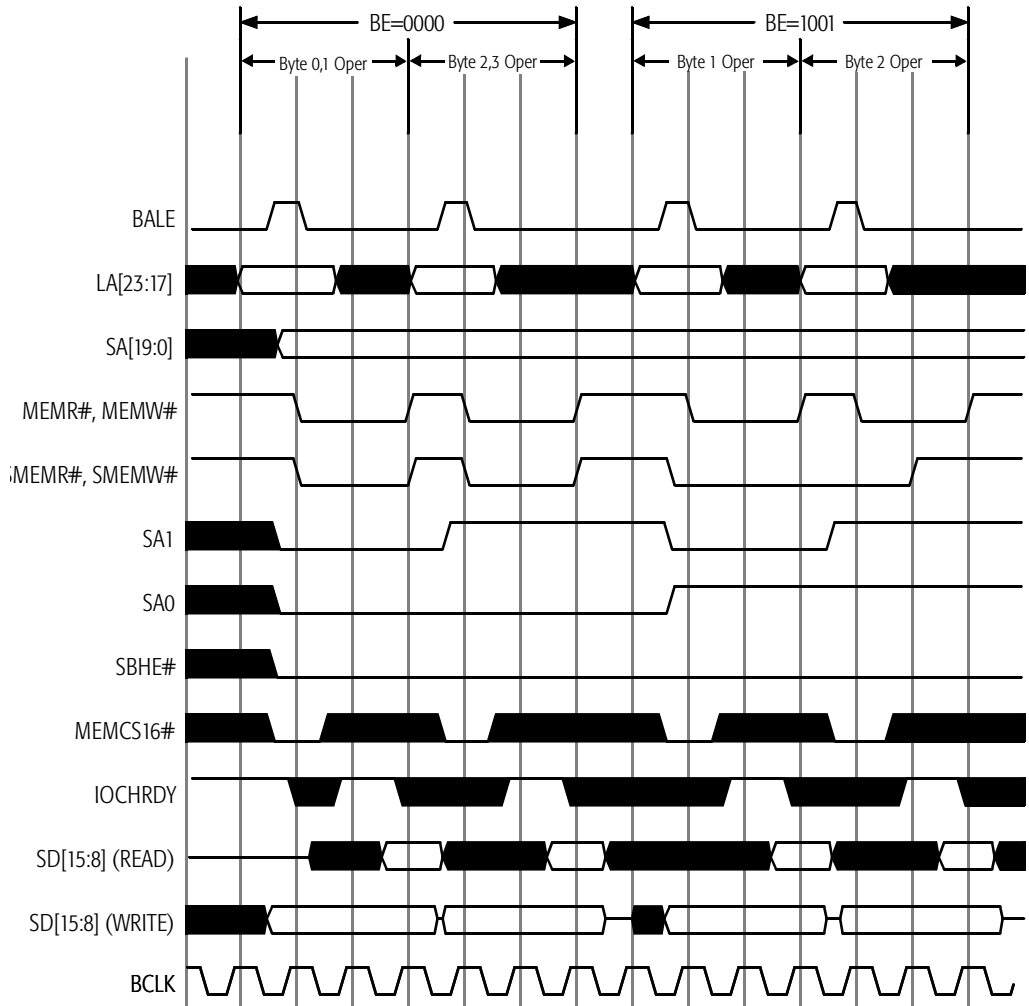 BE=0000 BE=1001
Byte 0,1 Oper Byte 2,3 Oper Byte 1 Oper Byte 2 Oper
BALE
LA[23:17]
SA[19:0]
MEMR#, MEMW#
SMEMR#, SMEMW#
SA1
SA0
SBHE#
MEMCS16#
IOCHRDY
SD[15:8] (READ)
SD[15:8] (WRITE)
BCLK